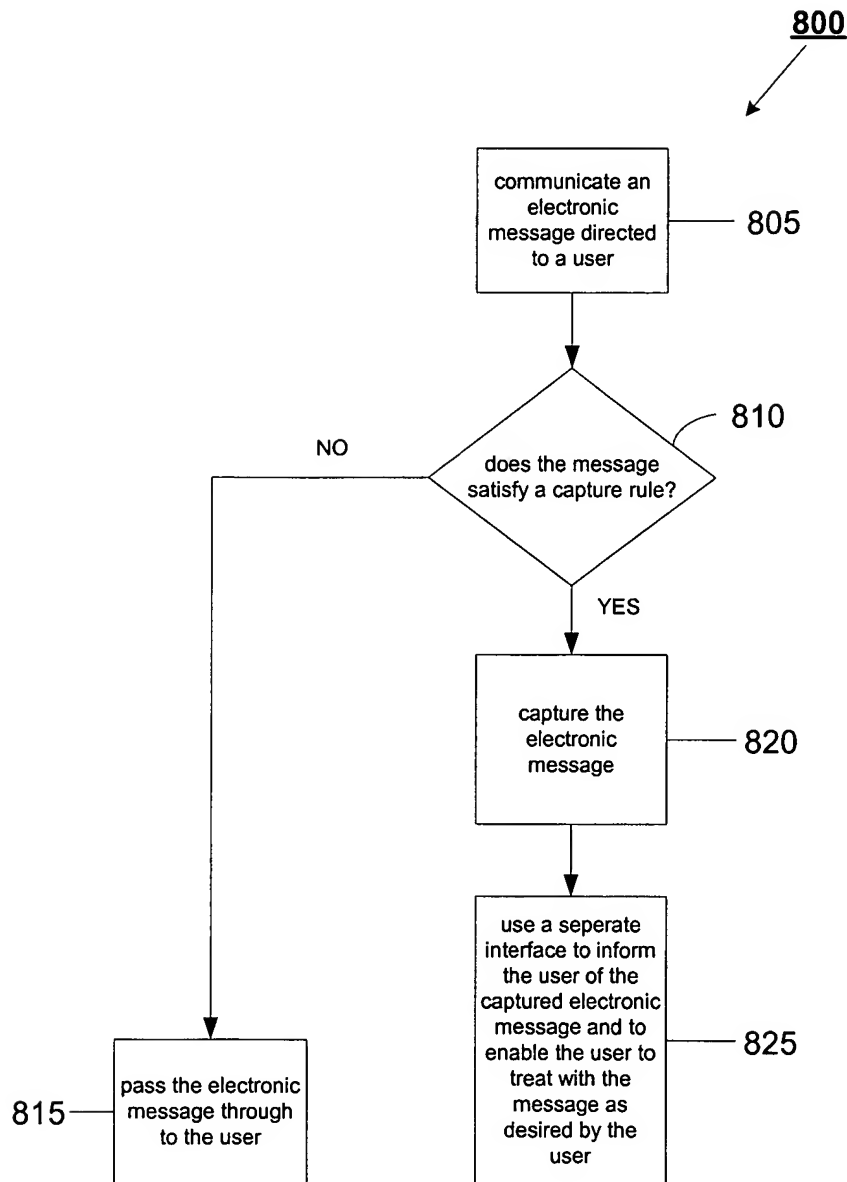 800
communicate an
electronic
message directed
to a user
805
810
NO
does the message
satisfy a capture rule?
YES
capture the
electronic
message
820
use a seperate
interface to inform
the user of the
captured electronic
message and to
enable the user to
treat with the
message as
desired by the
user
825
815
pass the electronic
message through
to the user